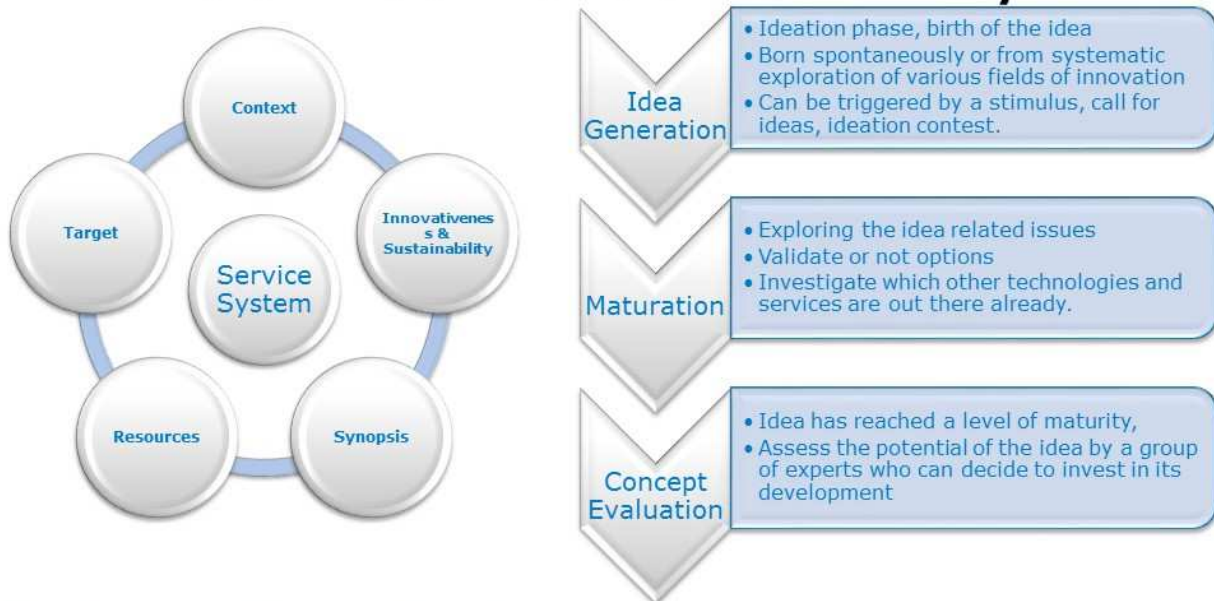 Context
Innovativenes
s &
Sustainability
Synopsis
Resources
Target
Service
System
Idea
Generation
• Ideation phase, birth of the idea
• Born spontaneously or from systematic
exploration of various fields of innovation
• Can be triggered by a stimulus, call for
ideas, ideation contest.
Maturation
• Exploring the idea related issues
• Validate or not options
• Investigate which other technologies and
services are out there already.
Concept
Evaluation
• Idea has reached a level of maturity,
• Assess the potential of the idea by a group
of experts who can decide to invest in its
development